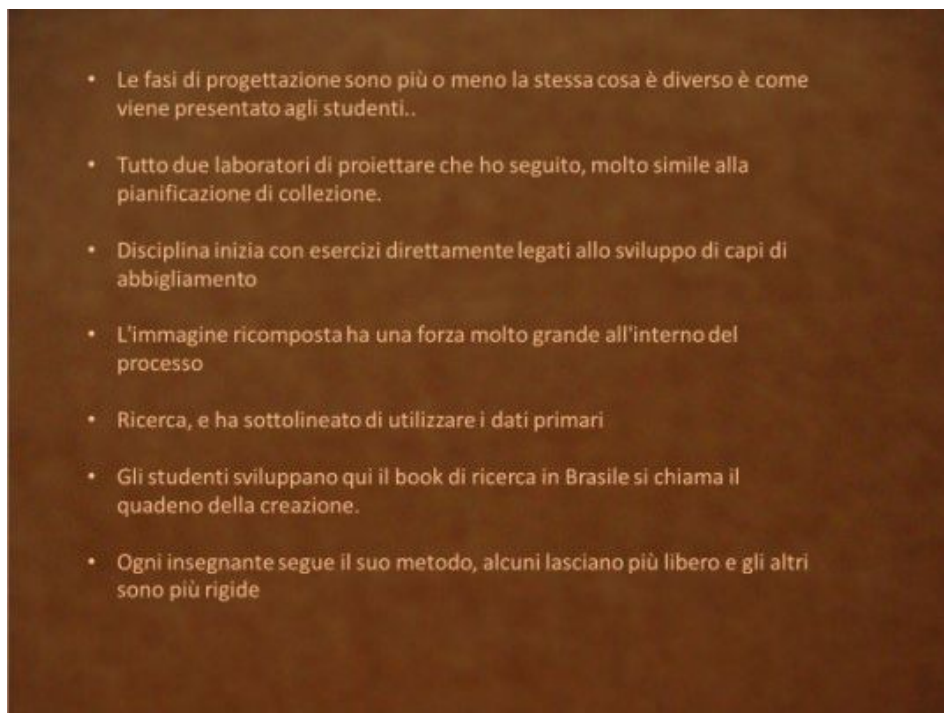 • Le fasi di progettazione sono più o meno la stessa cosa è diverso è come
viene presentato agli studenti..
• Tutto due laboratori di proiettare che ho seguito, molto simile alla
pianificazione di collezione.
• Disciplina inizia con esercizi direttamente legati allo sviluppo di capi di
abbigliamento
• L'immagine ricomposta ha una forza molto grande all'interno del
processo
• Ricerca, e ha sottolineato di utilizzare i dati primari
• Gli studenti sviluppano qui il book di ricerca in Brasile si chiama il
quadeno della creazione.
• Ogni insegnante segue il suo metodo, alcuni lasciano più libero e gli altri
sono più rigide